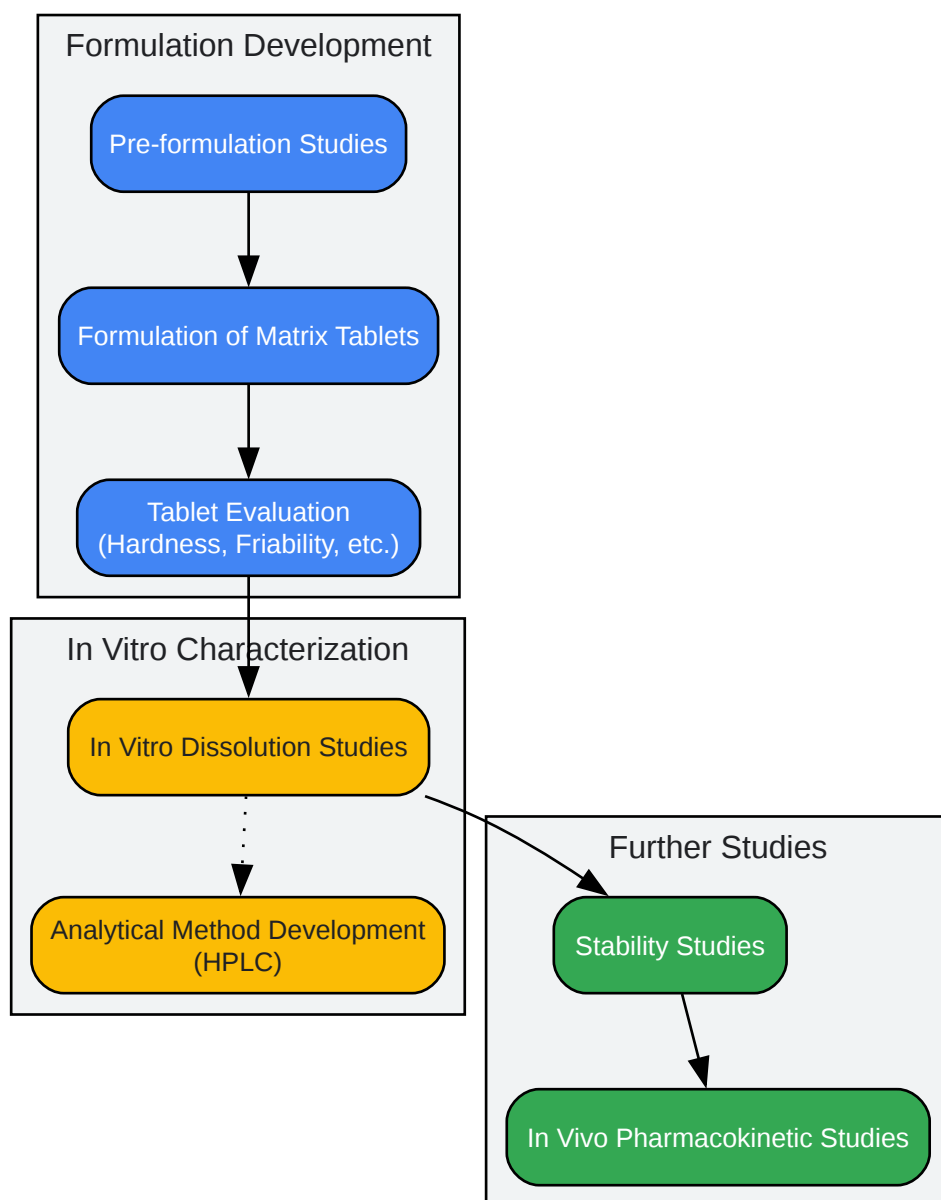 Formulation Development
Pre-formulation Studies
Formulation of Matrix Tablets
Tablet Evaluation
(Hardness, Friability, etc.)
In Vitro Characterization
In Vitro Dissolution Studies
Analytical Method Development
(HPLC)
Further Studies
Stability Studies
In Vivo Pharmacokinetic Studies